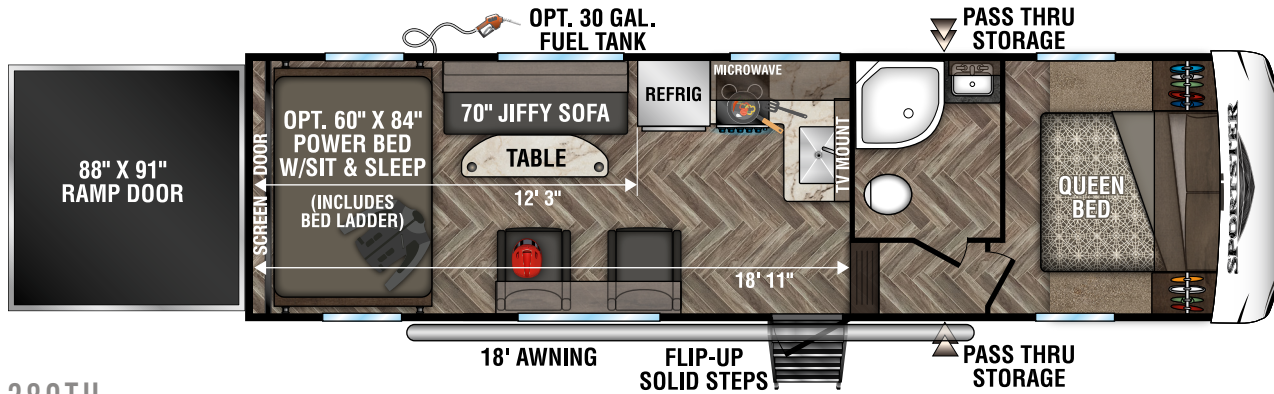 OPT. 30 GAL.
FUEL TANK
PASS THRU
STORAGE
88" X 91"
RAMP DOOR
SCREEN DOOR
OPT. 60" X 84"
POWER BED
W/SIT & SLEEP
(INCLUDES
BED LADDER)
70" JIFFY SOFA
TABLE
12' 3"
REFRIG
MICROWAVE
TV MOUNT
18' 11"
QUEEN
BED
SPORTSTER
18' AWNING
FLIP-UP
SOLID STEPS
PASS THRU
STORAGE